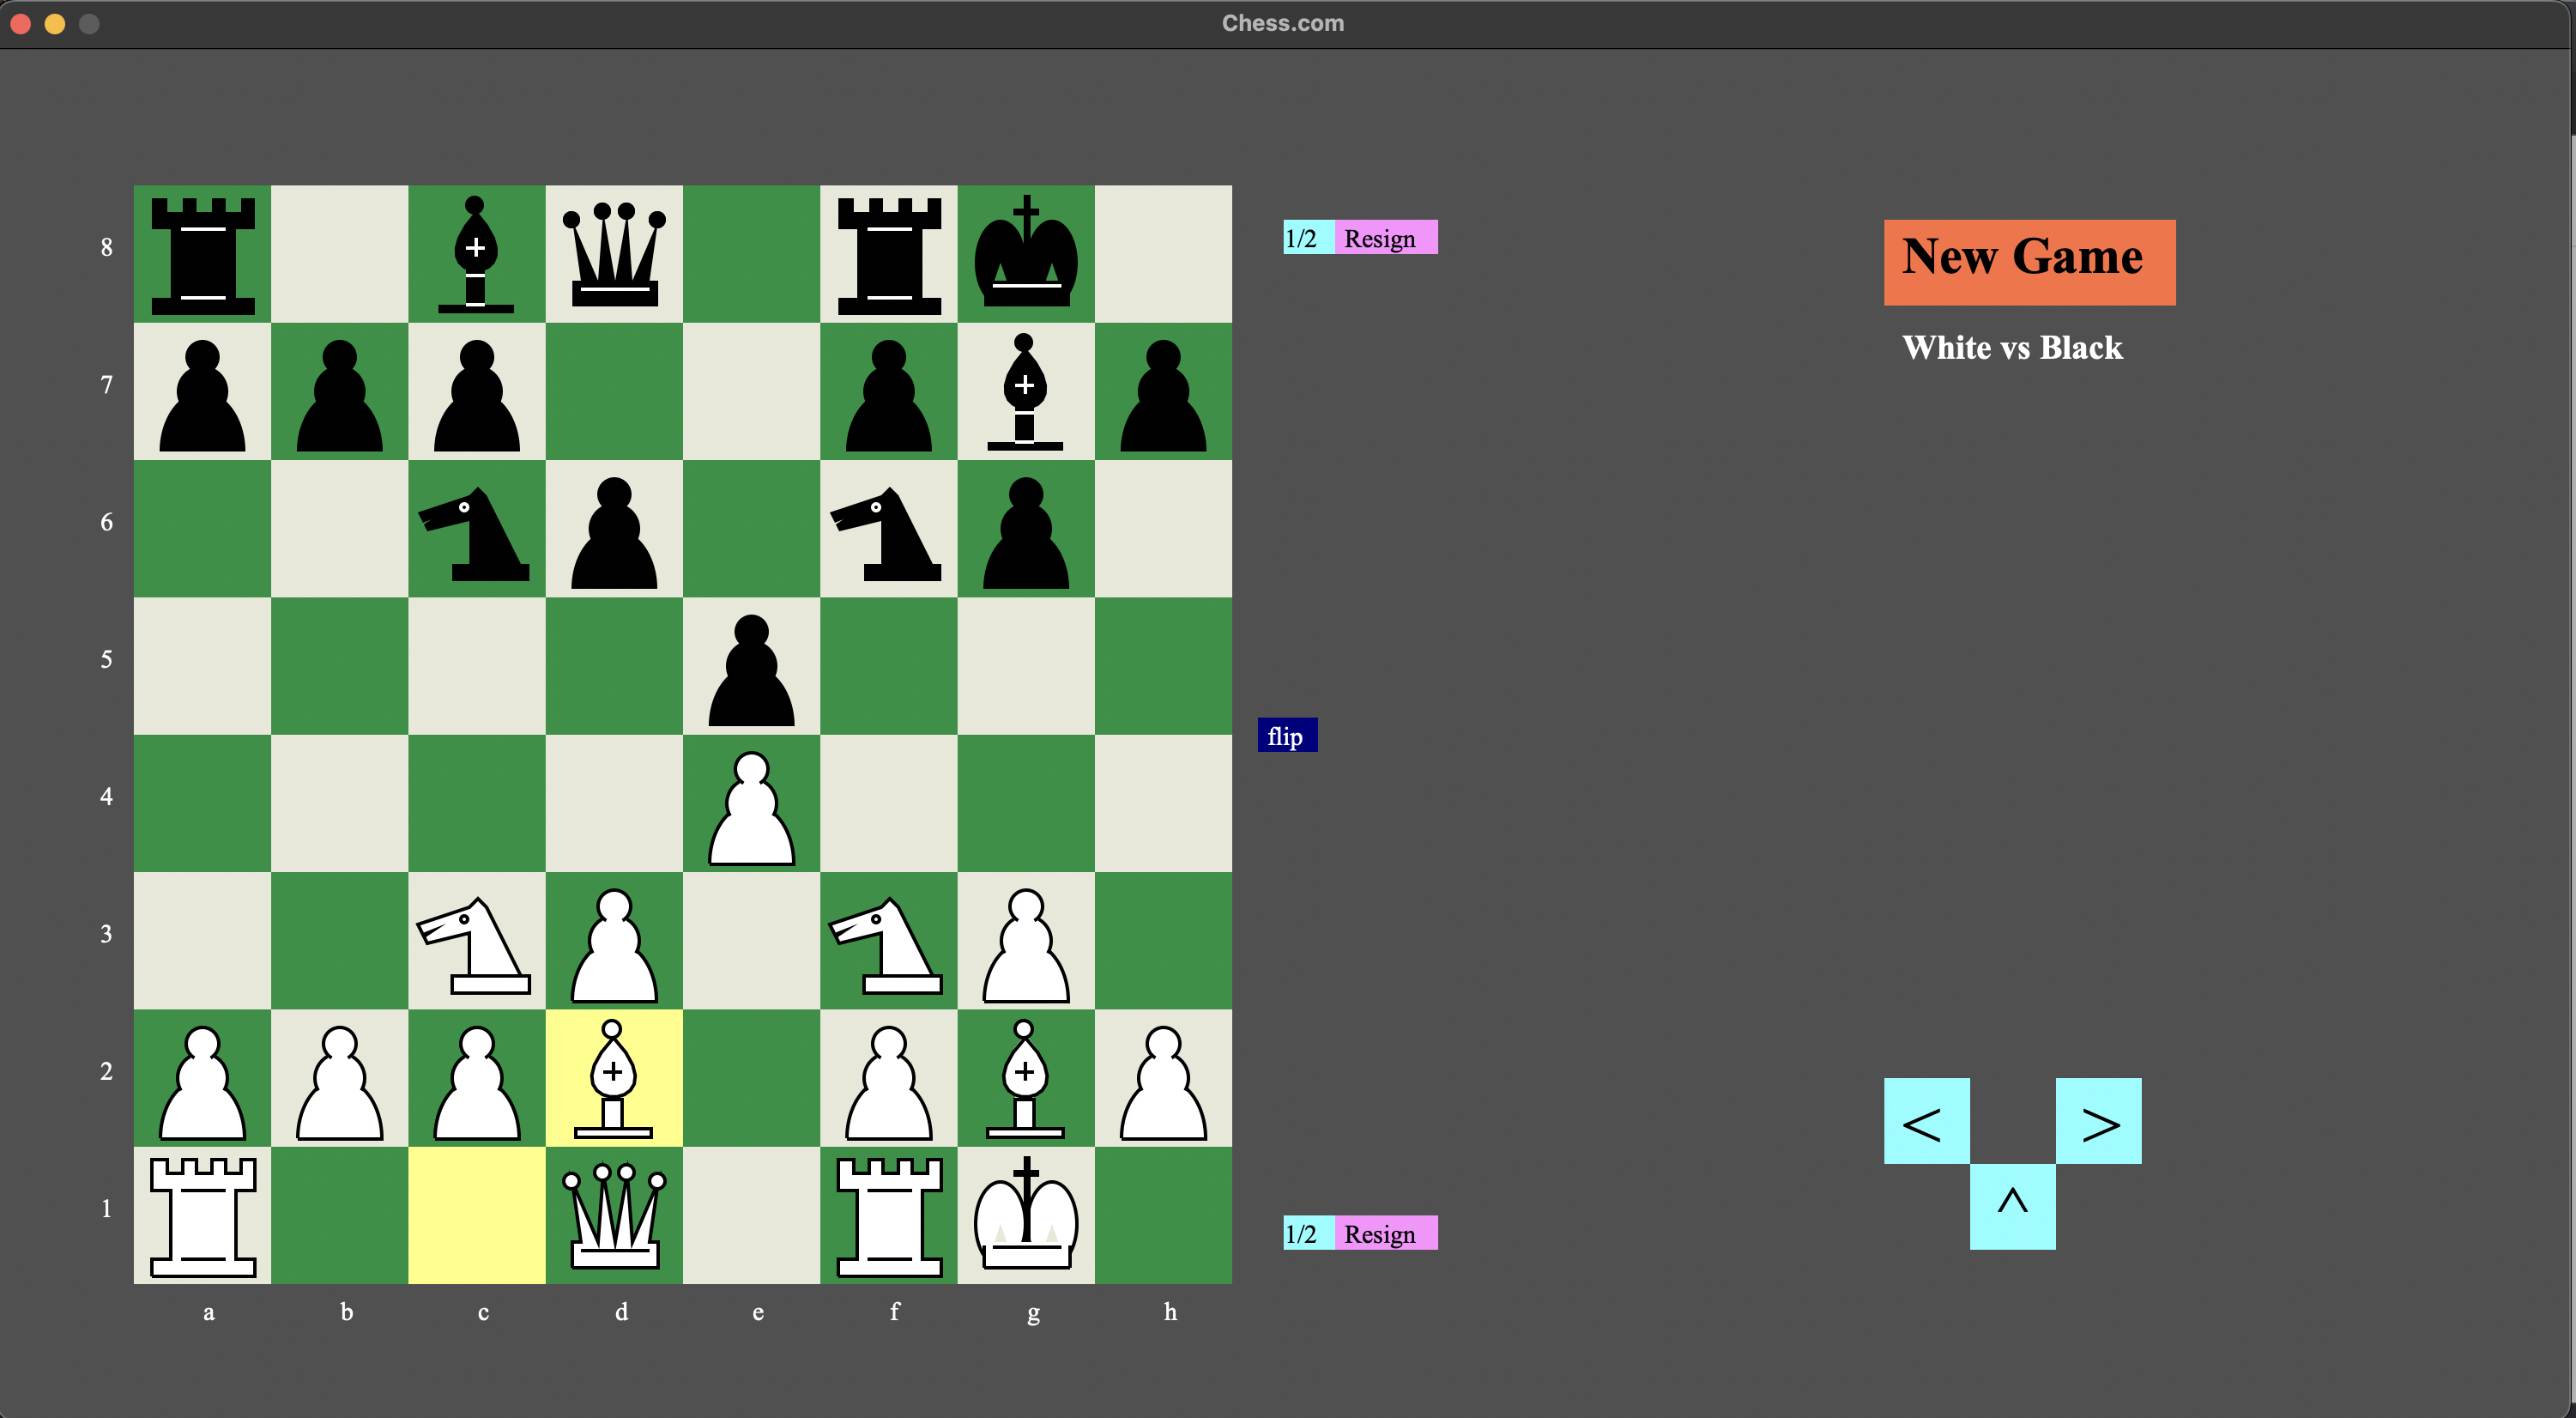 Chess.com
8
1/2 Resign
New Game
White vs Black
7
6
5
flip
4
3
2
< >
^
1
1/2 Resign
a b c d e f g h